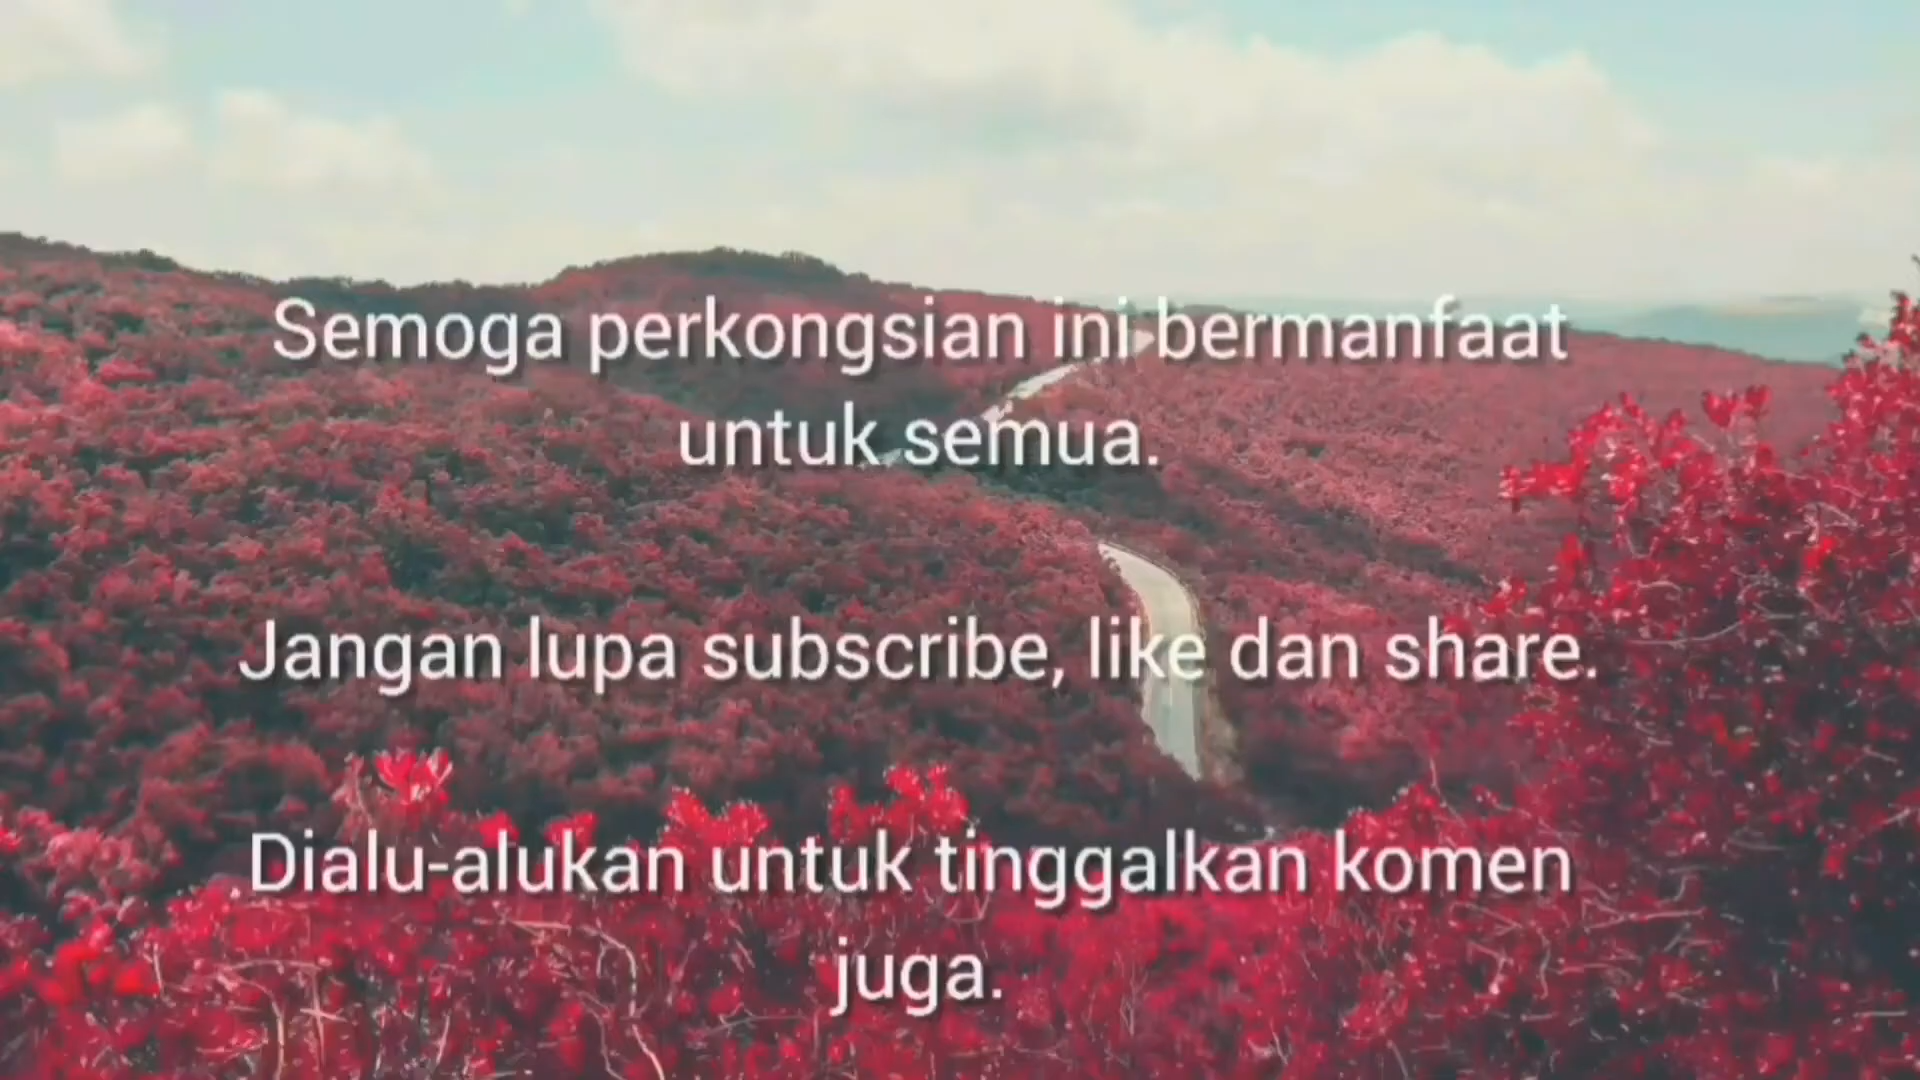 Semoga perkongsian ini bermanfaat
untuk semua.
Jangan lupa subscribe, like dan share.
Dialu-alukan untuk tinggalkan komen
juga.